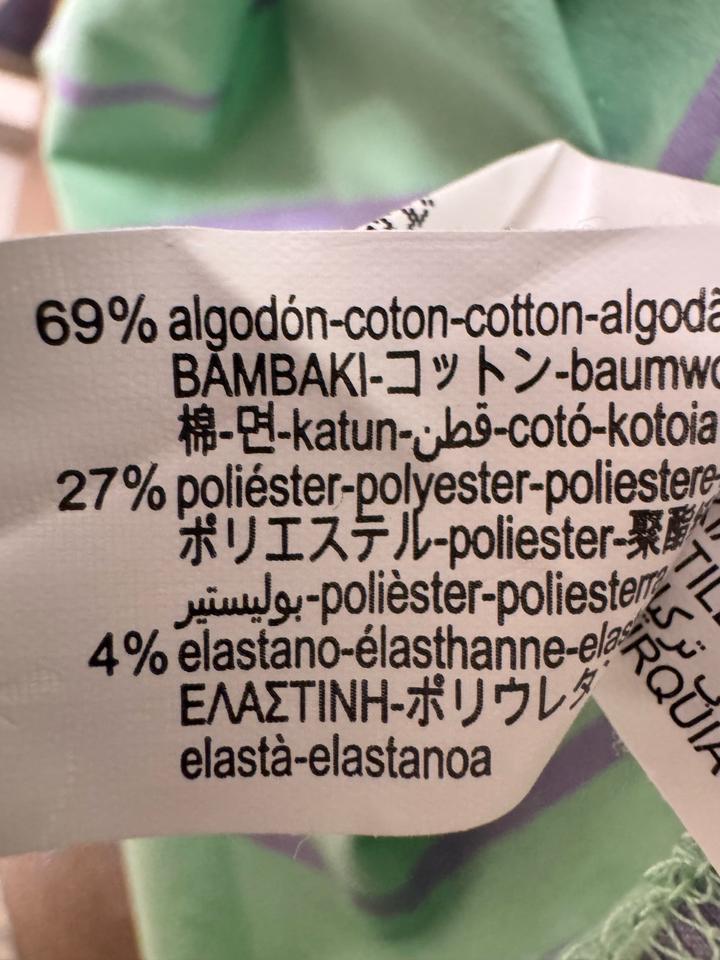 69% algodón-coton-cotton-algodã
BAMBAKI-コットン-baumwo
棉-면-katun-قطن-cotó-kotoia
27% poliéster-polyester-poliestere-
ポリエステル-poliester-聚酯
بوليستير-polièster-poliesterra
4% elastano-élasthanne-elas
ΕΛΑΣΤΙΝΗ-ポリウレタ
elastà-elastanoa